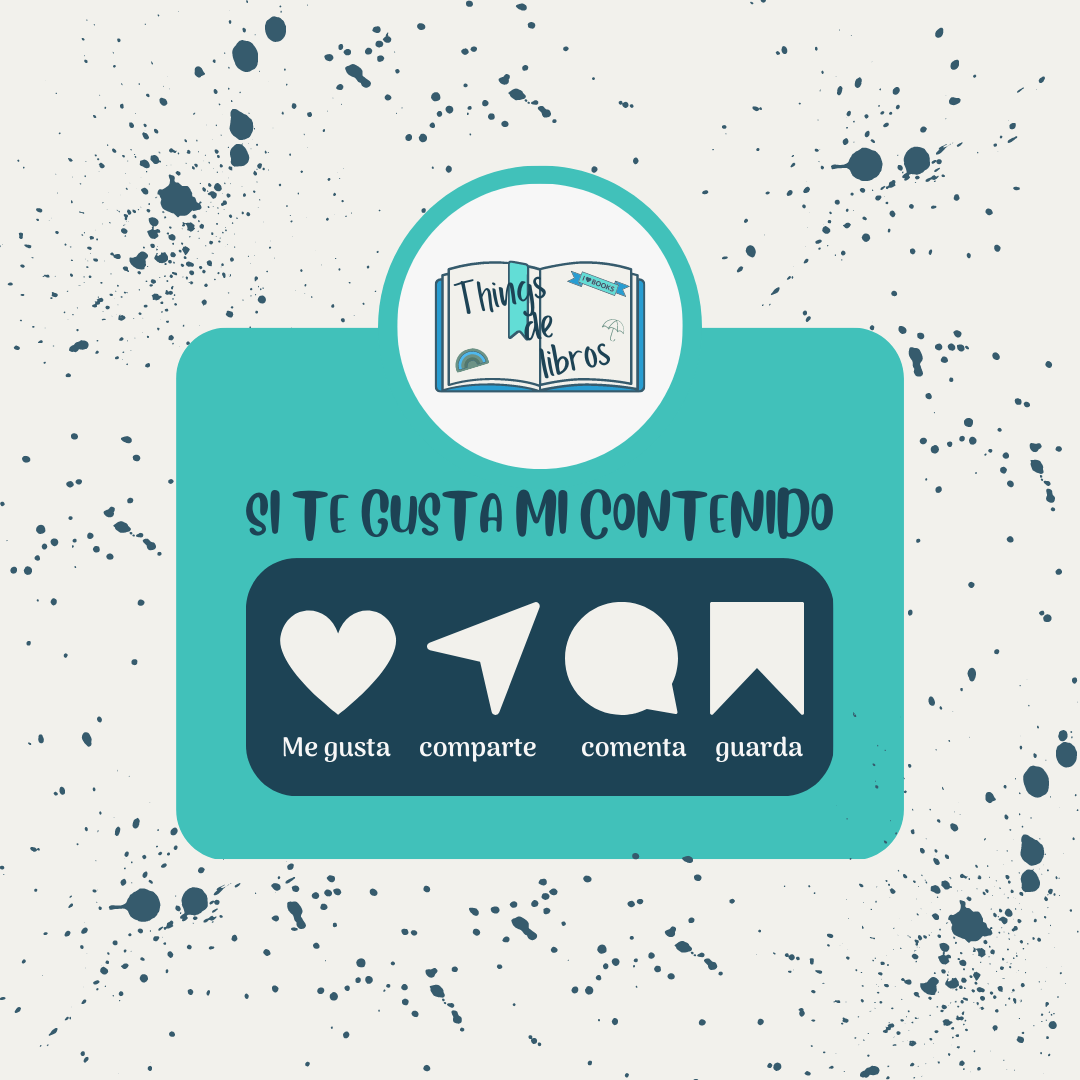 Things
de
libros
I ♥ BOOKS
SI TE GUSTA MI CONTENIDO
Me gusta comparte comenta guarda